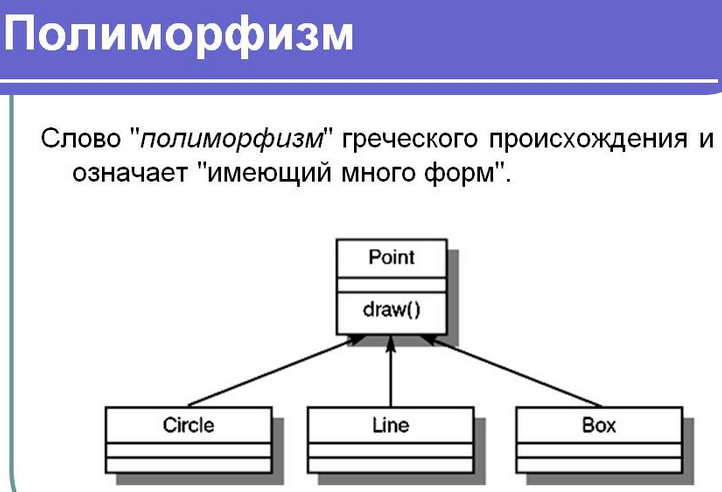 Полиморфизм
Слово "полиморфизм" греческого происхождения и
означает "имеющий много форм".
Point
draw()
Circle
Line
Box